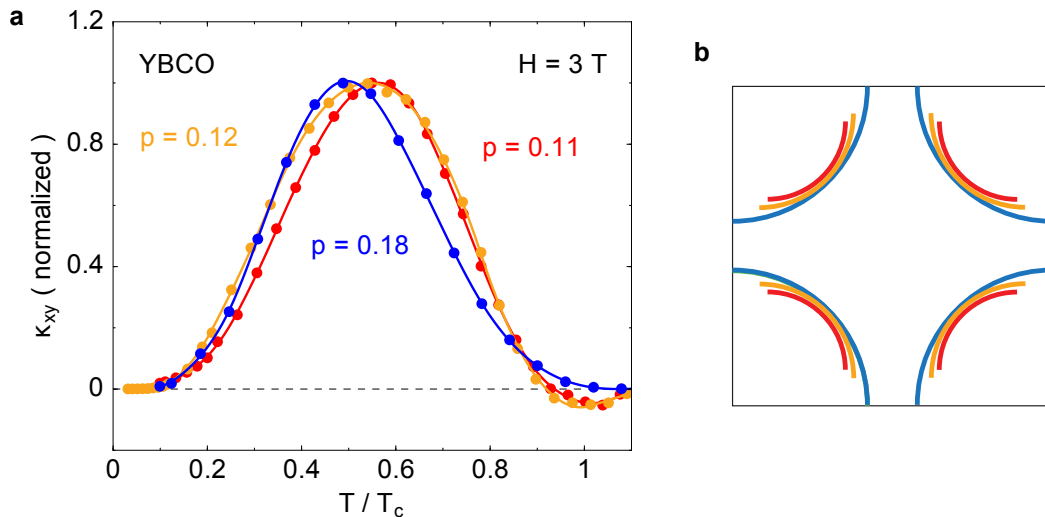 a
1.2
YBCO
H = 3 T
b
p = 0.12
0.8
p = 0.11
κxy ( normalized )
p = 0.18
0.4
0
0 0.2 0.4 0.6 0.8 1
T / Tc